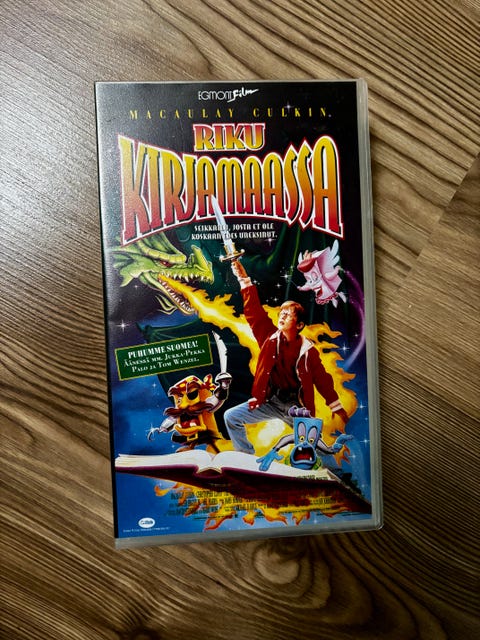 EGMONT Film
MACAULAY CULKIN
RIKU
KIRJAMAASSA
SEIKKAILU, JOSTA ET OLE
KOSKAAN EDES UNEKSINUT.
PUHUMME SUOMEA!
ÄÄNESSÄ MM. JUKKA-PEKKA
PALO JA TOM WENZEL.